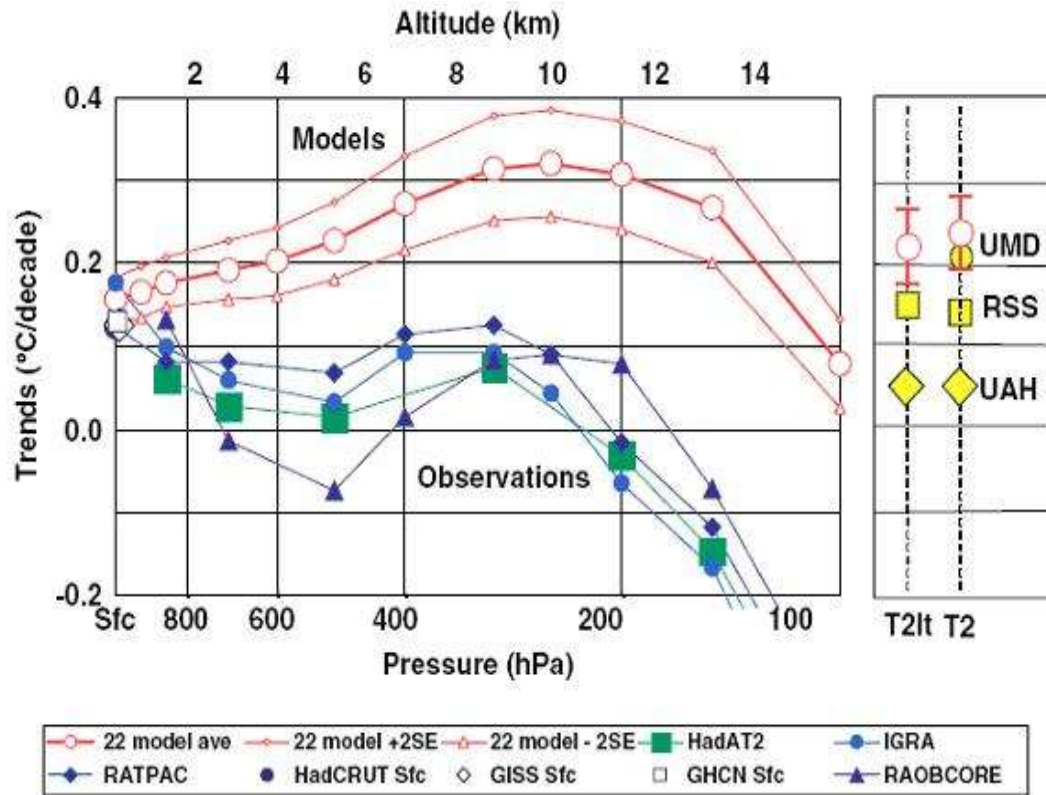 Altitude (km)
2 4 6 8 10 12 14
0.4
Models
0.2
UMD
RSS
UAH
Trends (°C/decade)
0.0
Observations
-0.2
Sfc 800 600 400 200 100
T2lt T2
Pressure (hPa)
22 model ave 22 model +2SE 22 model - 2SE HadAT2 IGRA
RATPAC HadCRUT Sfc GISS Sfc GHCN Sfc RAOBCORE